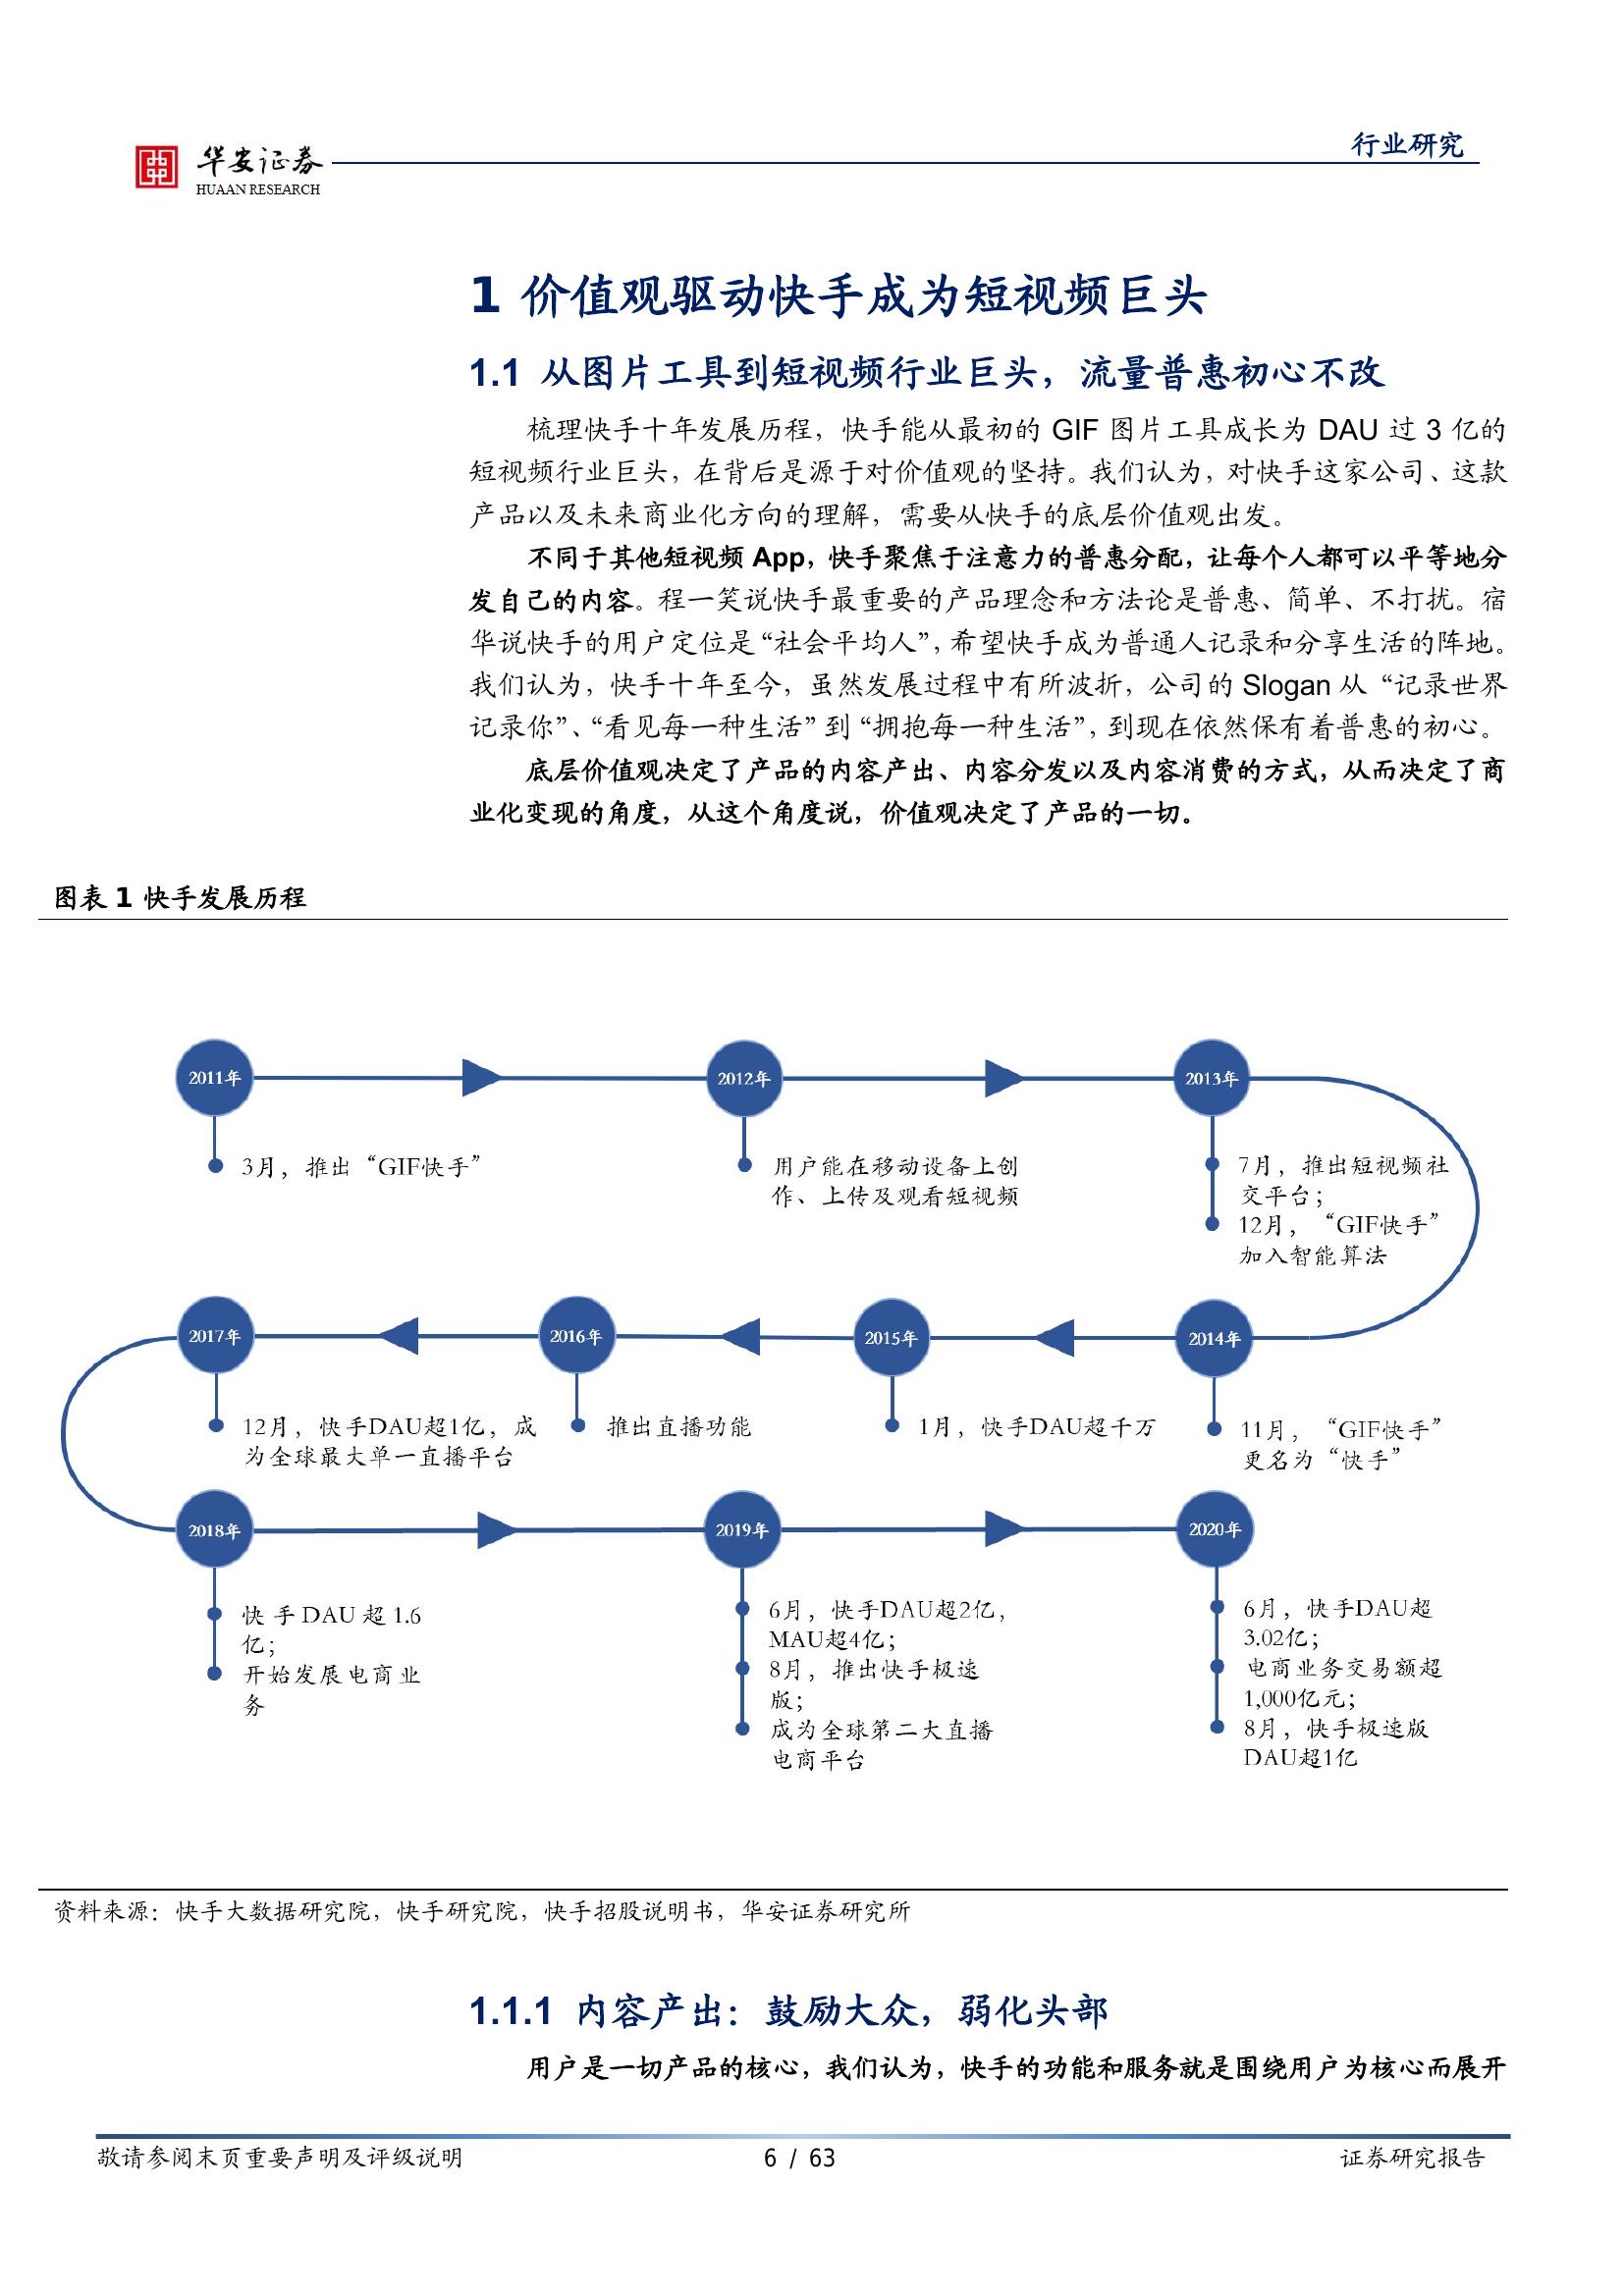 华安证券
HUAAN RESEARCH
行业研究
1 价值观驱动快手成为短视频巨头
1.1 从图片工具到短视频行业巨头，流量普惠初心不改
梳理快手十年发展历程，快手能从最初的 GIF 图片工具成长为 DAU 过 3 亿的
短视频行业巨头，在背后是源于对价值观的坚持。我们认为，对快手这家公司、这款
产品以及未来商业化方向的理解，需要从快手的底层价值观出发。
不同于其他短视频 App，快手聚焦于注意力的普惠分配，让每个人都可以平等地分
发自己的内容。程一笑说快手最重要的产品理念和方法论是普惠、简单、不打扰。宿
华说快手的用户定位是“社会平均人”，希望快手成为普通人记录和分享生活的阵地。
我们认为，快手十年至今，虽然发展过程中有所波折，公司的 Slogan 从“记录世界
记录你”、“看见每一种生活”到“拥抱每一种生活”，到现在依然保有着普惠的初心。
底层价值观决定了产品的内容产出、内容分发以及内容消费的方式，从而决定了商
业化变现的角度，从这个角度说，价值观决定了产品的一切。
图表 1 快手发展历程
2011年
3月，推出“GIF快手”
2012年
用户能在移动设备上创
作、上传及观看短视频
2013年
7月，推出短视频社
交平台；
12月，“GIF快手”
加入智能算法
2014年
11月，“GIF快手”
更名为“快手”
2015年
1月，快手DAU超千万
2016年
推出直播功能
2017年
12月，快手DAU超1亿，成
为全球最大单一直播平台
2018年
快手DAU超1.6
亿；
开始发展电商业
务
2019年
6月，快手DAU超2亿，
MAU超4亿；
8月，推出快手极速
版；
成为全球第二大直播
电商平台
2020年
6月，快手DAU超
3.02亿；
电商业务交易额超
1,000亿元；
8月，快手极速版
DAU超1亿
资料来源：快手大数据研究院，快手研究院，快手招股说明书，华安证券研究所
1.1.1 内容产出：鼓励大众，弱化头部
用户是一切产品的核心，我们认为，快手的功能和服务就是围绕用户为核心而展开
敬请参阅末页重要声明及评级说明
6 / 63
证券研究报告